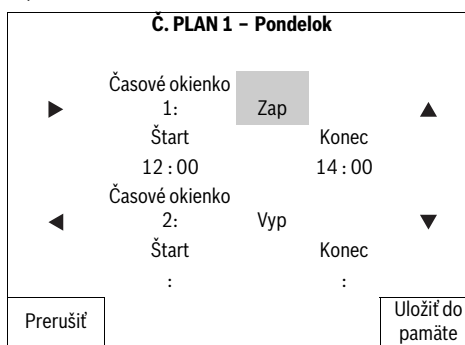 Č. PLAN 1 – Pondelok
Časové okienko
1: Zap
Štart Konec
12 : 00 14 : 00
Časové okienko
2: Vyp
Štart Konec
: :
Prerušiť
Uložiť do
pamäte